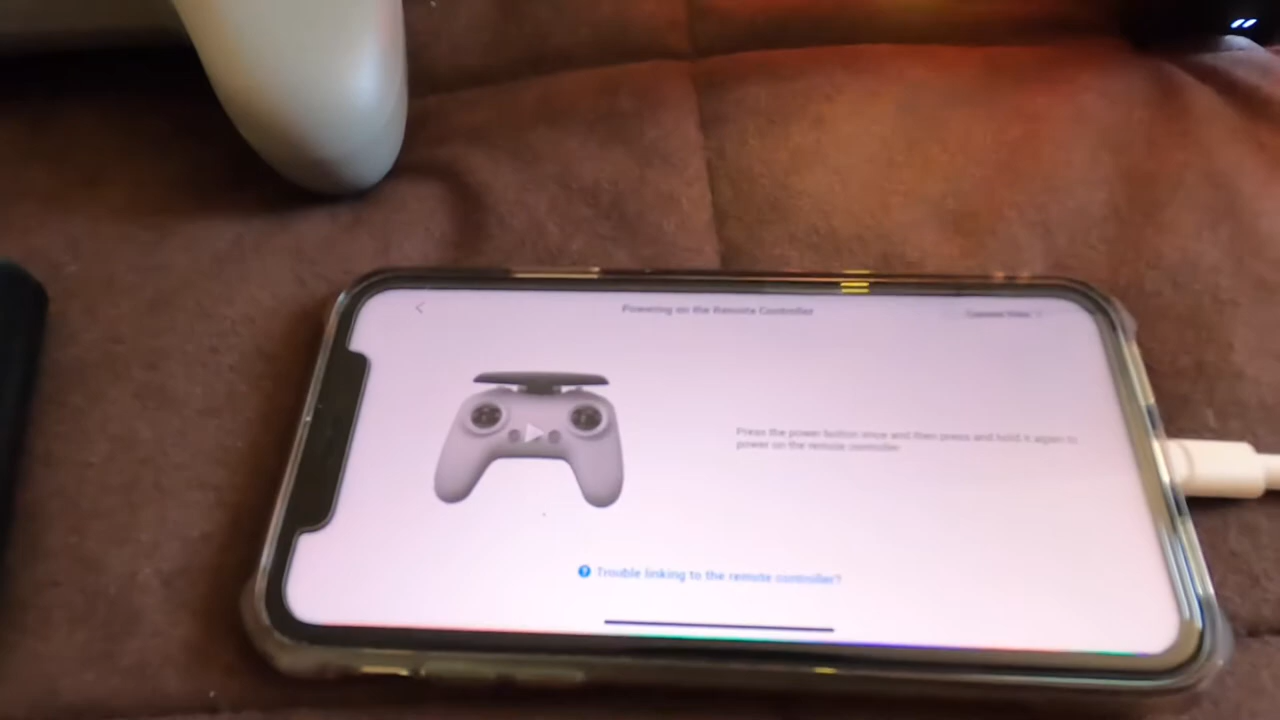 Powering on the Remote Controller
Press the power button once and then press and hold it again to
power on the remote controller
Trouble linking to the remote controller?